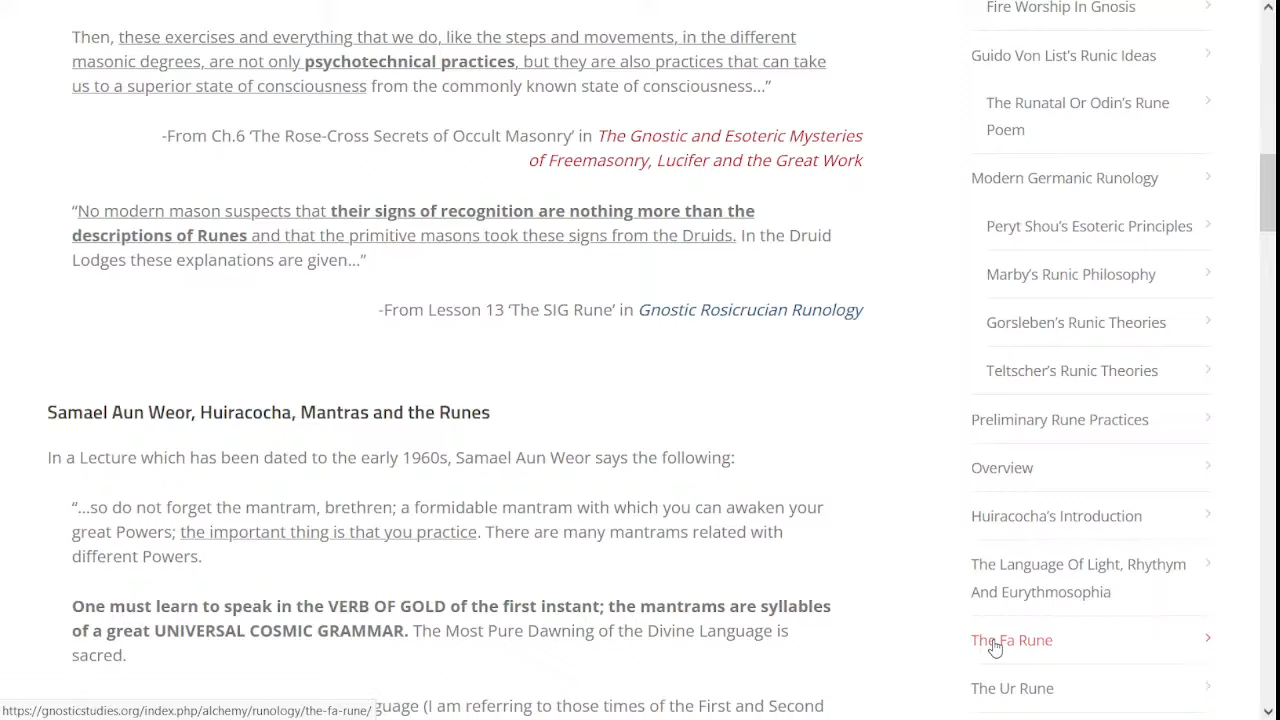 Then, these exercises and everything that we do, like the steps and movements, in the different
masonic degrees, are not only psychotechnical practices, but they are also practices that can take
us to a superior state of consciousness from the commonly known state of consciousness…”
-From Ch.6 ‘The Rose-Cross Secrets of Occult Masonry’ in The Gnostic and Esoteric Mysteries
of Freemasonry, Lucifer and the Great Work
“No modern mason suspects that their signs of recognition are nothing more than the
descriptions of Runes and that the primitive masons took these signs from the Druids. In the Druid
Lodges these explanations are given…”
-From Lesson 13 ‘The SIG Rune’ in Gnostic Rosicrucian Runology
Samael Aun Weor, Huiracocha, Mantras and the Runes
In a Lecture which has been dated to the early 1960s, Samael Aun Weor says the following:
“…so do not forget the mantram, brethren; a formidable mantram with which you can awaken your
great Powers; the important thing is that you practice. There are many mantrams related with
different Powers.
One must learn to speak in the VERB OF GOLD of the first instant; the mantrams are syllables
of a great UNIVERSAL COSMIC GRAMMAR. The Most Pure Dawning of the Divine Language is
sacred.
guage (I am referring to those times of the First and Second
https://gnosticstudies.org/index.php/alchemy/runology/the-fa-rune/
Fire Worship In Gnosis
Guido Von List's Runic Ideas
The Runatal Or Odin’s Rune
Poem
Modern Germanic Runology
Peryt Shou’s Esoteric Principles
Marby’s Runic Philosophy
Gorsleben’s Runic Theories
Teltscher’s Runic Theories
Preliminary Rune Practices
Overview
Huiracocha’s Introduction
The Language Of Light, Rhythym
And Eurythmosophia
The Fa Rune
The Ur Rune